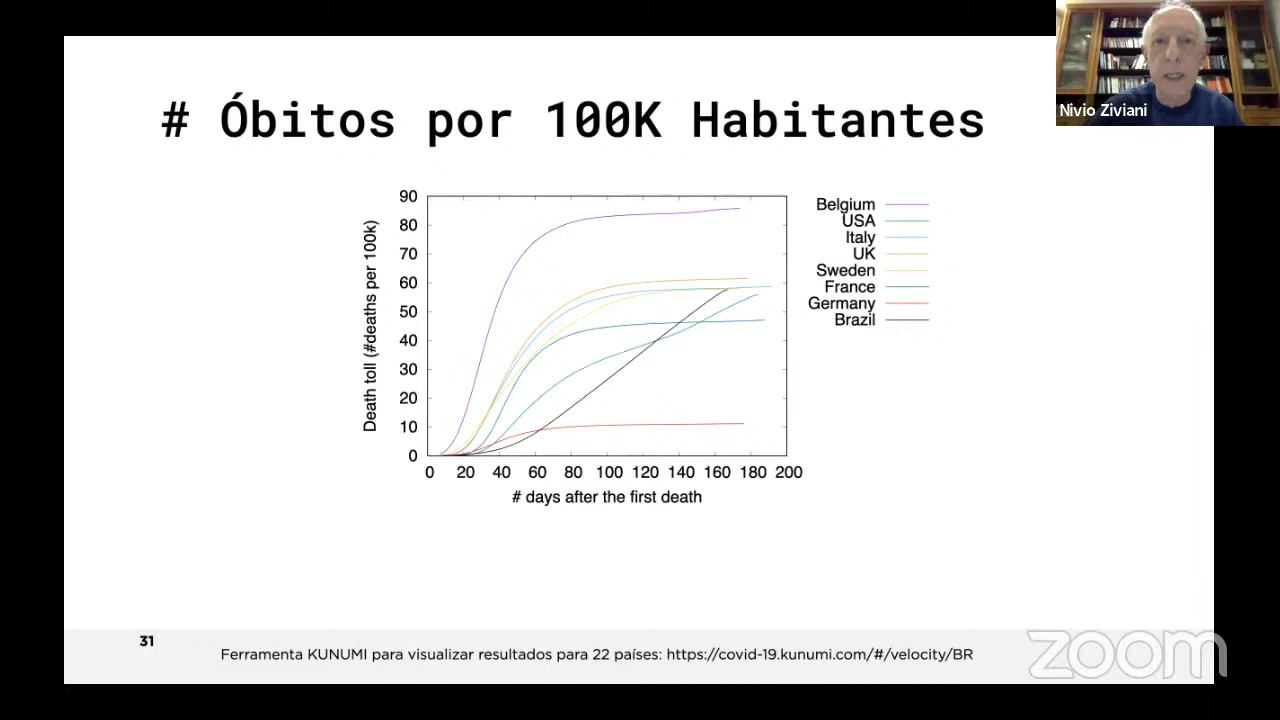 Nivio Ziviani
# Óbitos por 100K Habitantes
Death toll (#deaths per 100k)
90
80
70
60
50
40
30
20
10
0
0 20 40 60 80 100 120 140 160 180 200
# days after the first death
Belgium
USA
Italy
UK
Sweden
France
Germany
Brazil
31
Ferramenta KUNUMI para visualizar resultados para 22 países: https://covid-19.kunumi.com/#/velocity/BR
zoom